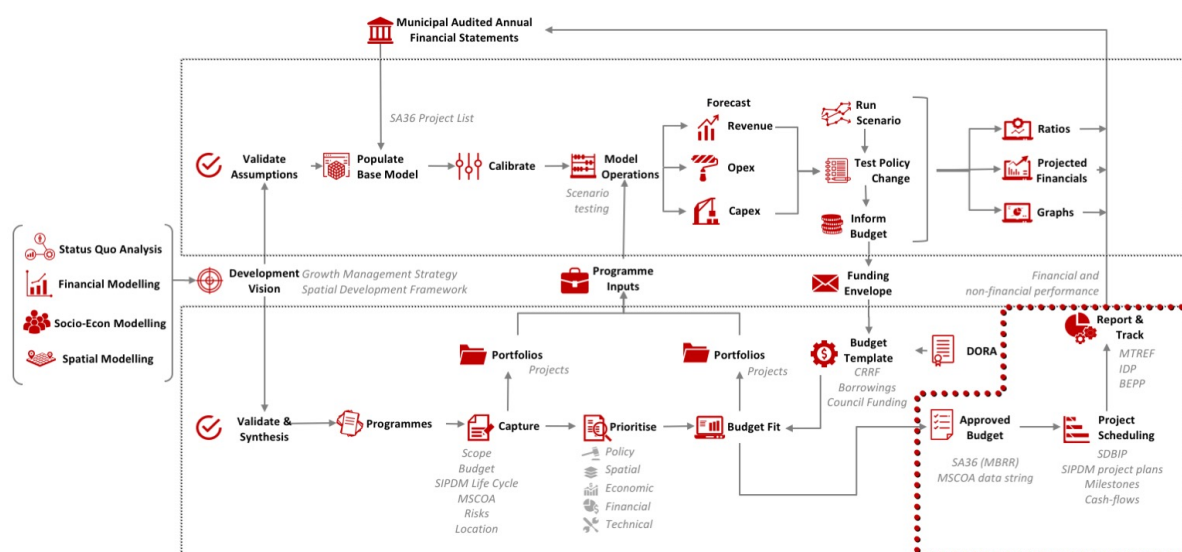 Municipal Audited Annual
Financial Statements
SA36 Project List
Validate
Assumptions
Populate
Base Model
Calibrate
Model
Operations
Scenario
testing
Forecast
Revenue
Opex
Capex
Run
Scenario
Test Policy
Change
Inform
Budget
Ratios
Projected
Financials
Graphs
Status Quo Analysis
Financial Modelling
Socio-Econ Modelling
Spatial Modelling
Development
Vision
Growth Management Strategy
Spatial Development Framework
Programme
Inputs
Funding
Envelope
Financial and
non-financial performance
Portfolios
Projects
Portfolios
Projects
Budget
Template
CRRF
Borrowings
Council Funding
DORA
Report &
Track
MTREF
IDP
BEPP
Validate &
Synthesis
Programmes
Capture
Scope
Budget
SIPDM Life Cycle
MSCOA
Risks
Location
Prioritise
Policy
Spatial
Economic
Financial
Technical
Budget Fit
Approved
Budget
SA36 (MBRR)
MSCOA data string
Project
Scheduling
SDBIP
SIPDM project plans
Milestones
Cash-flows